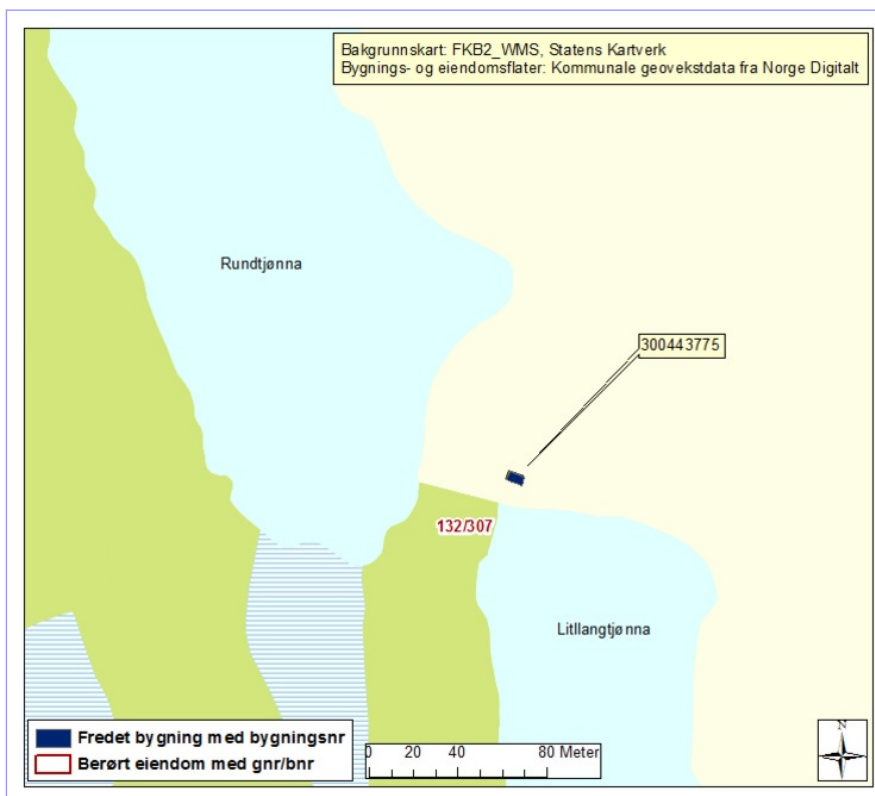 Bakgrunnskart: FKB2_WMS, Statens Kartverk
Bygnings- og eiendomsflater: Kommunale geovekstdata fra Norge Digitalt
Rundtjønna
300443775
132/307
Litllangtjønna
Fredet bygning med bygningsnr
Berørt eiendom med gnr/bnr
0 20 40 80 Meter
N